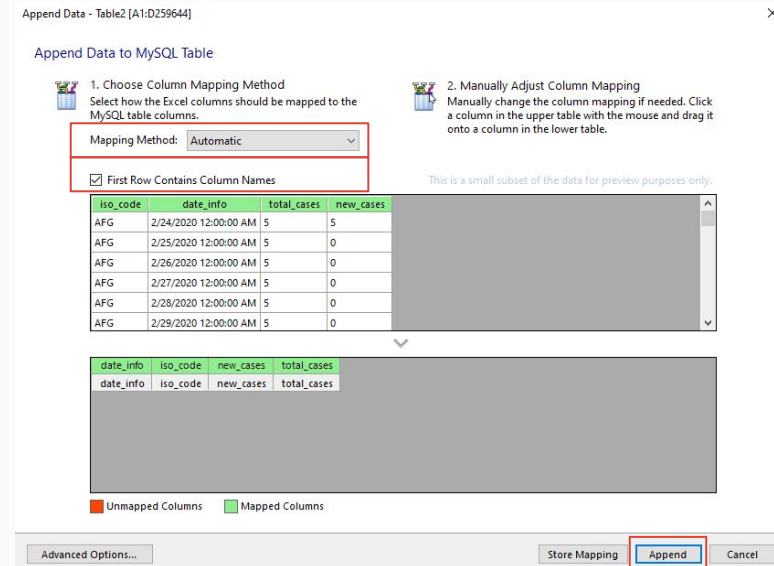 Append Data - Table2 [A1:D259644]
Append Data to MySQL Table
1. Choose Column Mapping Method
Select how the Excel columns should be mapped to the
MySQL table columns.
2. Manually Adjust Column Mapping
Manually change the column mapping if needed. Click
a column in the upper table with the mouse and drag it
onto a column in the lower table.
Mapping Method: Automatic
First Row Contains Column Names
This is a small subset of the data for preview purposes only.
iso_code date_info total_cases new_cases
AFG 2/24/2020 12:00:00 AM 5 5
AFG 2/25/2020 12:00:00 AM 5 0
AFG 2/26/2020 12:00:00 AM 5 0
AFG 2/27/2020 12:00:00 AM 5 0
AFG 2/28/2020 12:00:00 AM 5 0
AFG 2/29/2020 12:00:00 AM 5 0
date_info iso_code new_cases total_cases
date_info iso_code new_cases total_cases
Unmapped Columns Mapped Columns
Advanced Options... Store Mapping Append Cancel